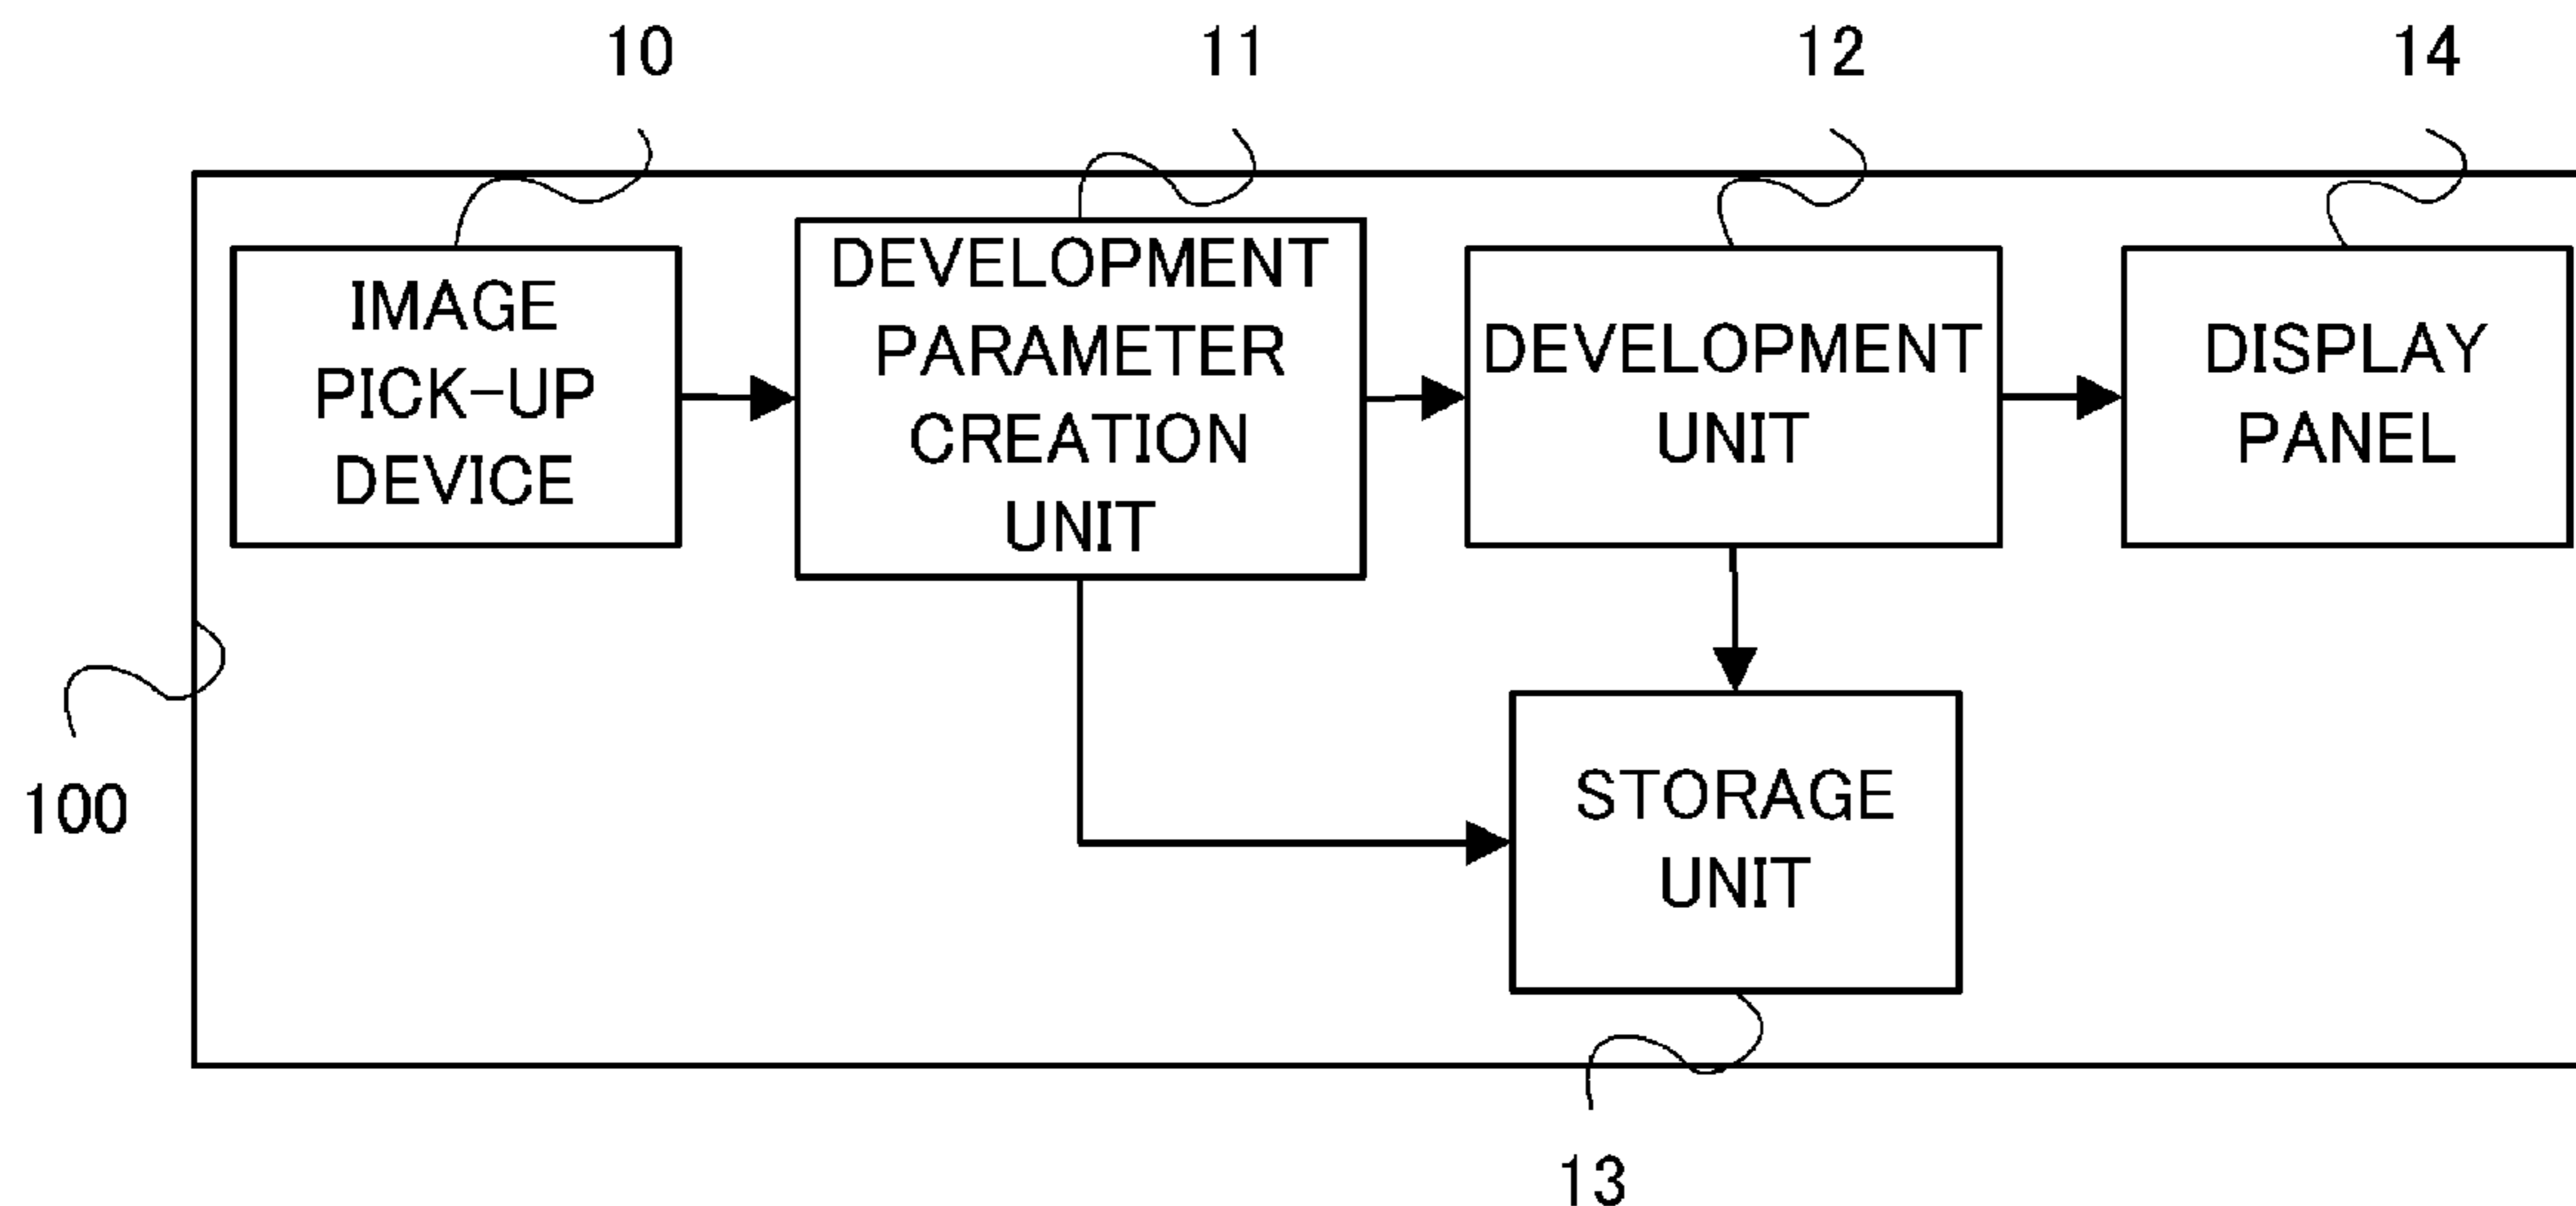 10
11
12
14
IMAGE
PICK-UP
DEVICE
DEVELOPMENT
PARAMETER
CREATION
UNIT
DEVELOPMENT
UNIT
DISPLAY
PANEL
100
STORAGE
UNIT
13